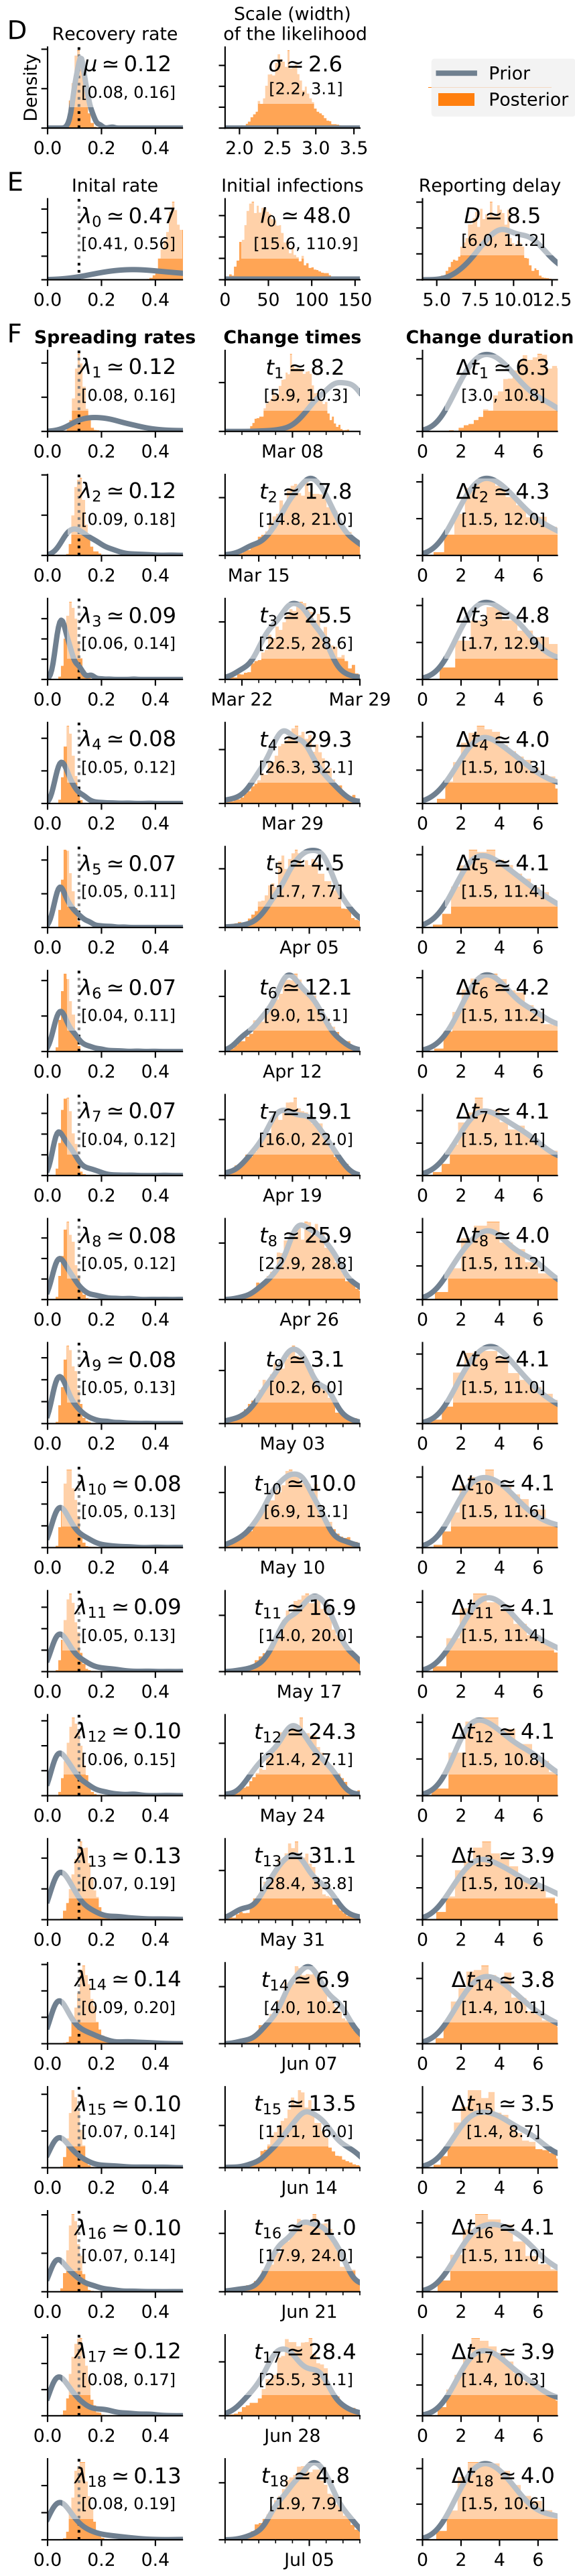 D
Recovery rate
Scale (width)
of the likelihood
Density
μ ≃ 0.12
[0.08, 0.16]
σ ≃ 2.6
[2.2, 3.1]
Prior
Posterior
0.0 0.2 0.4
2.0 2.5 3.0 3.5
E
Inital rate
Initial infections
Reporting delay
λ0 ≃ 0.47
[0.41, 0.56]
I0 ≃ 48.0
[15.6, 110.9]
D ≃ 8.5
[6.0, 11.2]
0.0 0.2 0.4
0 50 100 150
5.0 7.5 10.0 12.5
F
Spreading rates
Change times
Change duration
λ1 ≃ 0.12
[0.08, 0.16]
t1 ≃ 8.2
[5.9, 10.3]
Δt1 ≃ 6.3
[3.0, 10.8]
0.0 0.2 0.4
Mar 08
0 2 4 6
λ2 ≃ 0.12
[0.09, 0.18]
t2 ≃ 17.8
[14.8, 21.0]
Δt2 ≃ 4.3
[1.5, 12.0]
0.0 0.2 0.4
Mar 15
0 2 4 6
λ3 ≃ 0.09
[0.06, 0.14]
t3 ≃ 25.5
[22.5, 28.6]
Δt3 ≃ 4.8
[1.7, 12.9]
0.0 0.2 0.4
Mar 22 Mar 29
0 2 4 6
λ4 ≃ 0.08
[0.05, 0.12]
t4 ≃ 29.3
[26.3, 32.1]
Δt4 ≃ 4.0
[1.5, 10.3]
0.0 0.2 0.4
Mar 29
0 2 4 6
λ5 ≃ 0.07
[0.05, 0.11]
t5 ≃ 4.5
[1.7, 7.7]
Δt5 ≃ 4.1
[1.5, 11.4]
0.0 0.2 0.4
Apr 05
0 2 4 6
λ6 ≃ 0.07
[0.04, 0.11]
t6 ≃ 12.1
[9.0, 15.1]
Δt6 ≃ 4.2
[1.5, 11.2]
0.0 0.2 0.4
Apr 12
0 2 4 6
λ7 ≃ 0.07
[0.04, 0.12]
t7 ≃ 19.1
[16.0, 22.0]
Δt7 ≃ 4.1
[1.5, 11.4]
0.0 0.2 0.4
Apr 19
0 2 4 6
λ8 ≃ 0.08
[0.05, 0.12]
t8 ≃ 25.9
[22.9, 28.8]
Δt8 ≃ 4.0
[1.5, 11.2]
0.0 0.2 0.4
Apr 26
0 2 4 6
λ9 ≃ 0.08
[0.05, 0.13]
t9 ≃ 3.1
[0.2, 6.0]
Δt9 ≃ 4.1
[1.5, 11.0]
0.0 0.2 0.4
May 03
0 2 4 6
λ10 ≃ 0.08
[0.05, 0.13]
t10 ≃ 10.0
[6.9, 13.1]
Δt10 ≃ 4.1
[1.5, 11.6]
0.0 0.2 0.4
May 10
0 2 4 6
λ11 ≃ 0.09
[0.05, 0.13]
t11 ≃ 16.9
[14.0, 20.0]
Δt11 ≃ 4.1
[1.5, 11.4]
0.0 0.2 0.4
May 17
0 2 4 6
λ12 ≃ 0.10
[0.06, 0.15]
t12 ≃ 24.3
[21.4, 27.1]
Δt12 ≃ 4.1
[1.5, 10.8]
0.0 0.2 0.4
May 24
0 2 4 6
λ13 ≃ 0.13
[0.07, 0.19]
t13 ≃ 31.1
[28.4, 33.8]
Δt13 ≃ 3.9
[1.5, 10.2]
0.0 0.2 0.4
May 31
0 2 4 6
λ14 ≃ 0.14
[0.09, 0.20]
t14 ≃ 6.9
[4.0, 10.2]
Δt14 ≃ 3.8
[1.4, 10.1]
0.0 0.2 0.4
Jun 07
0 2 4 6
λ15 ≃ 0.10
[0.07, 0.14]
t15 ≃ 13.5
[11.1, 16.0]
Δt15 ≃ 3.5
[1.4, 8.7]
0.0 0.2 0.4
Jun 14
0 2 4 6
λ16 ≃ 0.10
[0.07, 0.14]
t16 ≃ 21.0
[17.9, 24.0]
Δt16 ≃ 4.1
[1.5, 11.0]
0.0 0.2 0.4
Jun 21
0 2 4 6
λ17 ≃ 0.12
[0.08, 0.17]
t17 ≃ 28.4
[25.5, 31.1]
Δt17 ≃ 3.9
[1.4, 10.3]
0.0 0.2 0.4
Jun 28
0 2 4 6
λ18 ≃ 0.13
[0.08, 0.19]
t18 ≃ 4.8
[1.9, 7.9]
Δt18 ≃ 4.0
[1.5, 10.6]
0.0 0.2 0.4
Jul 05
0 2 4 6